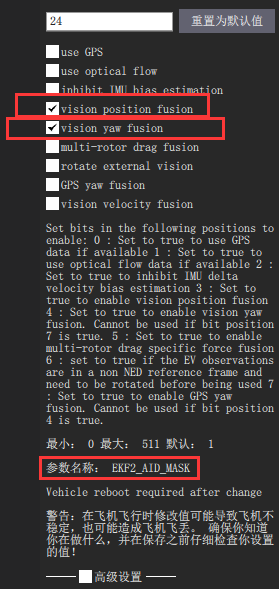 24 重置为默认值
use GPS
use optical flow
inhibit IMU bias estimation
vision position fusion
vision yaw fusion
multi-rotor drag fusion
rotate external vision
GPS yaw fusion
vision velocity fusion
Set bits in the following positions to
enable: 0 : Set to true to use GPS
data if available 1 : Set to true to
use optical flow data if available 2 :
Set to true to inhibit IMU delta
velocity bias estimation 3 : Set to
true to enable vision position fusion
4 : Set to true to enable vision yaw
fusion. Cannot be used if bit position
7 is true. 5 : Set to true to enable
multi-rotor drag specific force fusion
6 : set to true if the EV observations
are in a non NED reference frame and
need to be rotated before being used 7
: Set to true to enable GPS yaw
fusion. Cannot be used if bit position
4 is true.
最小： 0 最大： 511 默认： 1
参数名称： EKF2_AID_MASK
Vehicle reboot required after change
警告：在飞机飞行时修改值可能导致飞机不
稳定，也可能造成飞机飞丢。 确保你知道
你在做什么，并在保存之前仔细检查你设置
的值！
高级设置